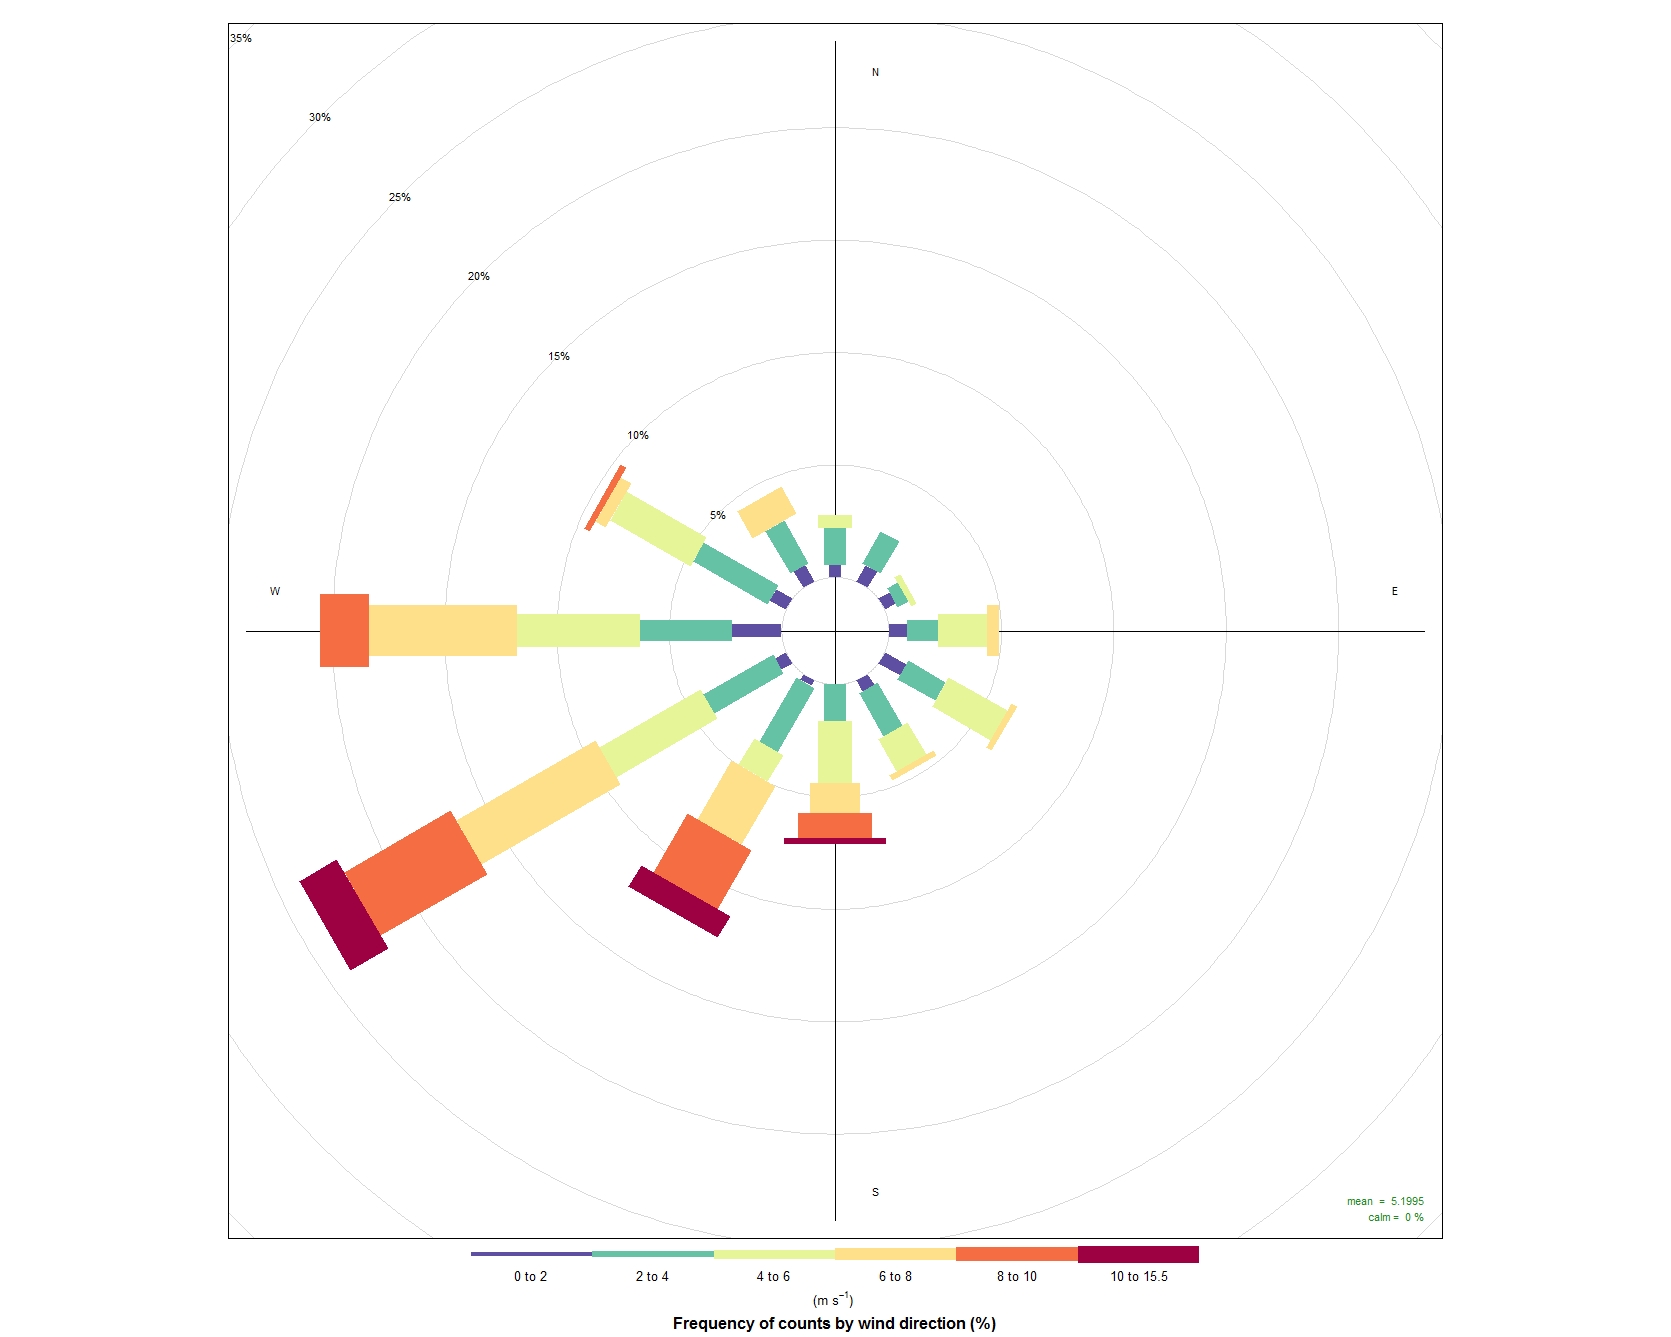 35%
N
30%
25%
20%
15%
10%
5%
W E
S
mean = 5.1995
calm = 0 %
0 to 2 2 to 4 4 to 6 6 to 8 8 to 10 10 to 15.5
(m s⁻¹)
Frequency of counts by wind direction (%)